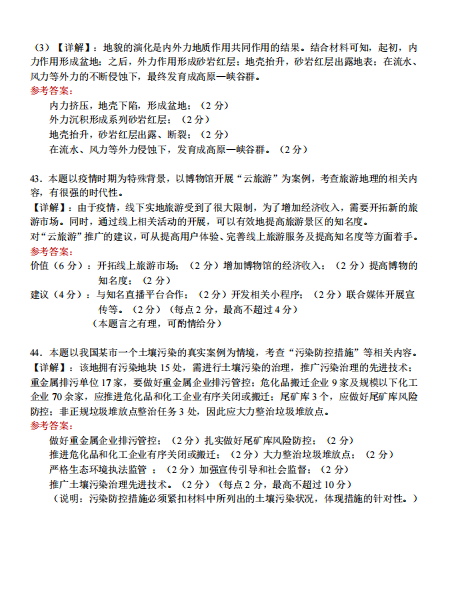 （3）【详解】：地貌的演化是内外力地质作用共同作用的结果。结合材料可知，起初，内
力作用形成盆地；之后，外力作用形成砂岩红层；地壳抬升，砂岩红层出露地表；在流水、
风力等外力的不断侵蚀下，最终发育成高原—峡谷群。
参考答案：
内力挤压，地壳下陷，形成盆地；（2 分）
外力沉积形成系列砂岩红层；（2 分）
地壳抬升，砂岩红层出露、断裂；（2 分）
在流水、风力等外力侵蚀下，发育成高原—峡谷群。（2 分）
43．本题以疫情时期为特殊背景，以博物馆开展“云旅游”为案例，考查旅游地理的相关内
容，有很强的时代性。
【详解】：由于疫情，线下实地旅游受到了很大限制，为了增加经济收入，需要开拓新的旅
游市场。同时，通过线上相关活动的开展，可以有效地提高旅游景区的知名度。
对“云旅游”推广的建议，可从提高用户体验、完善线上旅游服务及提高知名度等方面着手。
参考答案：
价值（6 分）：开拓线上旅游市场；（2 分）增加博物馆的经济收入；（2 分）提高博物的
知名度；（2 分）
建议（4 分）：与知名直播平台合作；（2 分）开发相关小程序；（2 分）联合媒体开展宣
传等。（2 分）（每点 2 分，最高不超过 4 分）
（本题言之有理，可酌情给分）
44．本题以我国某市一个土壤污染的真实案例为情境，考查“污染防控措施”等相关内容。
【详解】：该地拥有污染地块 15 处，需进行土壤污染的治理，推广污染治理的先进技术；
重金属排污单位 17 家，要做好重金属企业排污管控；危化品搬迁企业 9 家及规模以下化工
企业 70 余家，应推进危化品和化工企业有序关闭或搬迁；尾矿库 3 个，应做好尾矿库风险
防控；非正规垃圾堆放点整治任务 3 处，因此应大力整治垃圾堆放点。
参考答案：
做好重金属企业排污管控；（2 分）扎实做好尾矿库风险防控；（2 分）
推进危化品和化工企业有序关闭或搬迁；（2 分）大力整治垃圾堆放点；（2 分）
严格生态环境执法监管；（2 分）加强宣传引导和社会监督；（2 分）
推广土壤污染治理先进技术。（2 分）（每点 2 分，最高不超过 10 分）
（说明：污染防控措施必须紧扣材料中所列出的土壤污染状况，体现措施的针对性。）